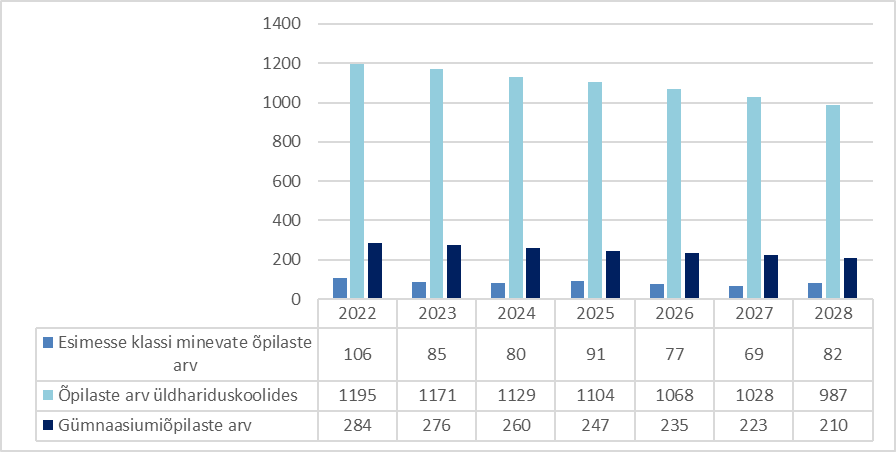 1400
1200
1000
800
600
400
200
0
2022 2023 2024 2025 2026 2027 2028
Esimesse klassi minevate õpilaste
arv
106 85 80 91 77 69 82
Õpilaste arv üldhariduskoolides 1195 1171 1129 1104 1068 1028 987
Gümnaasiumiõpilaste arv 284 276 260 247 235 223 210